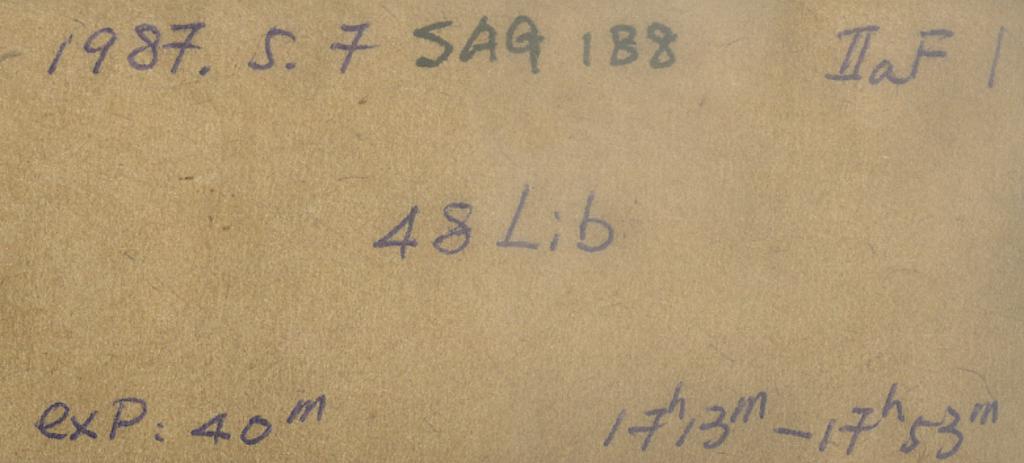 1987. 5. 7 SAG 188 IIaF 1
48 Lib
exP: 40ᵐ 17ʰ13ᵐ-17ʰ53ᵐ